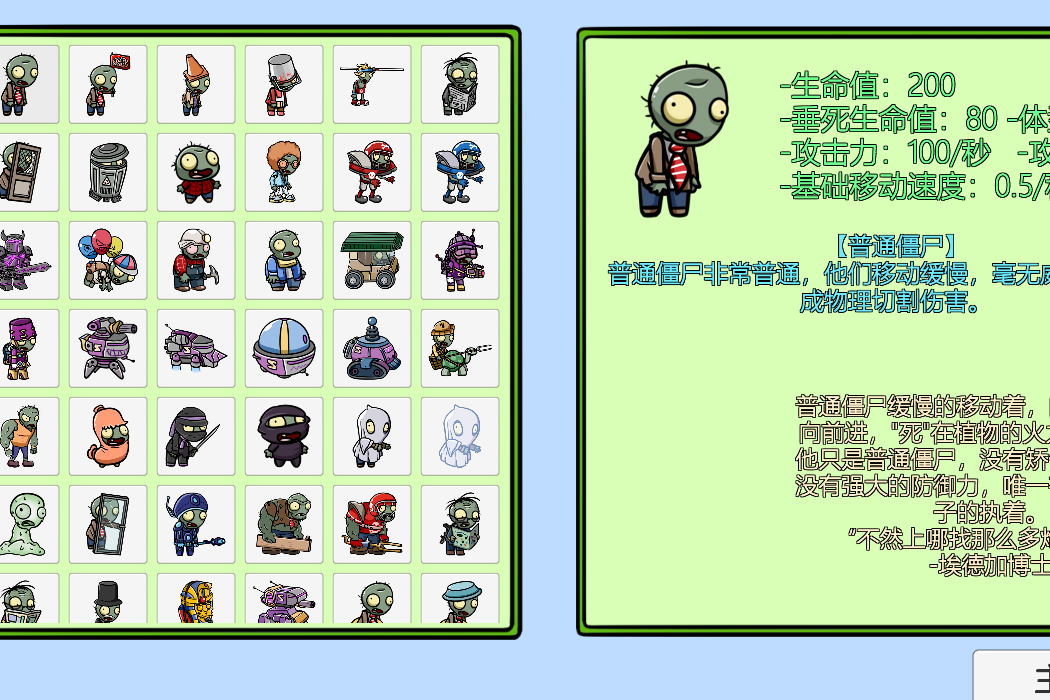 -生命值：200
-垂死生命值：80 -体
-攻击力：100/秒 -攻
-基础移动速度：0.5/
【普通僵尸】
普通僵尸非常普通，他们移动缓慢，毫无
成物理切割伤害。
普通僵尸缓慢的移动着，
向前进，"死"在植物的火
他只是普通僵尸，没有矫
没有强大的防御力，唯一
子的执着。
“不然上哪找那么多
-埃德加博士